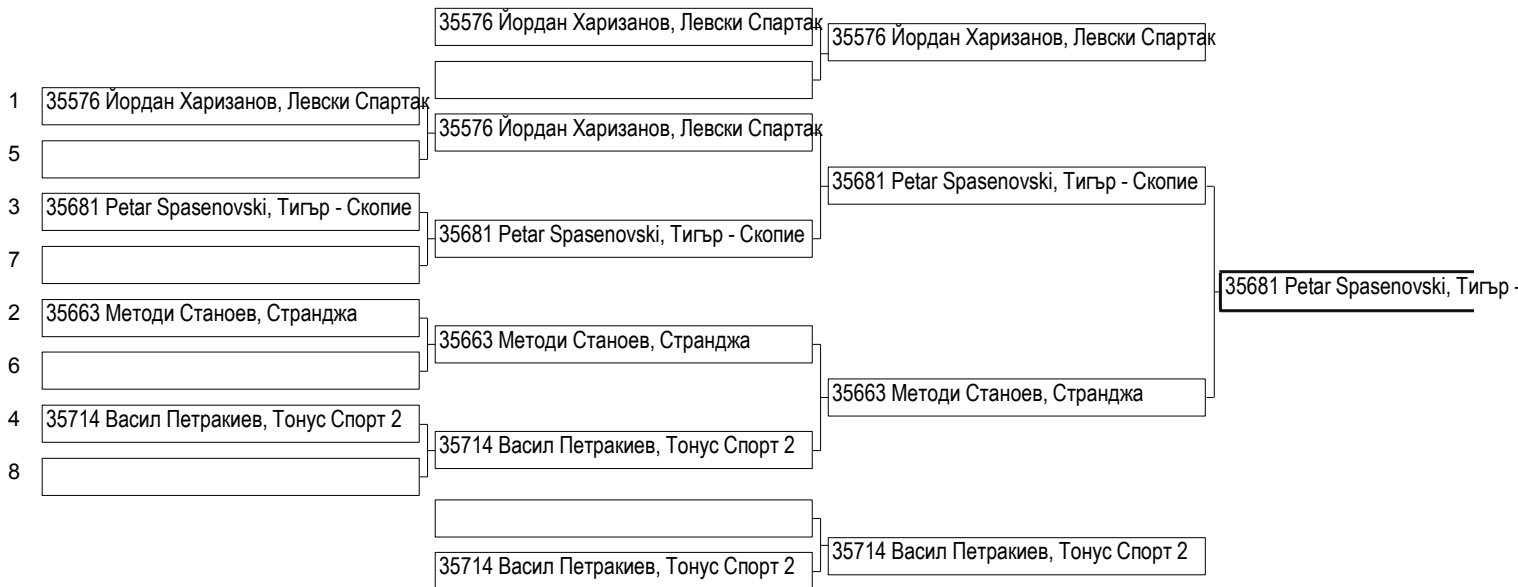 35576 Йордан Харизанов, Левски Спартак
35576 Йордан Харизанов, Левски Спартак
1 35576 Йордан Харизанов, Левски Спартак
35576 Йордан Харизанов, Левски Спартак
5
35681 Petar Spasenovski, Тигър - Скопие
3 35681 Petar Spasenovski, Тигър - Скопие
35681 Petar Spasenovski, Тигър - Скопие
7
35681 Petar Spasenovski, Тигър -
2 35663 Методи Станоев, Странджа
35663 Методи Станоев, Странджа
6
35663 Методи Станоев, Странджа
4 35714 Васил Петракиев, Тонус Спорт 2
35714 Васил Петракиев, Тонус Спорт 2
8
35714 Васил Петракиев, Тонус Спорт 2
35714 Васил Петракиев, Тонус Спорт 2